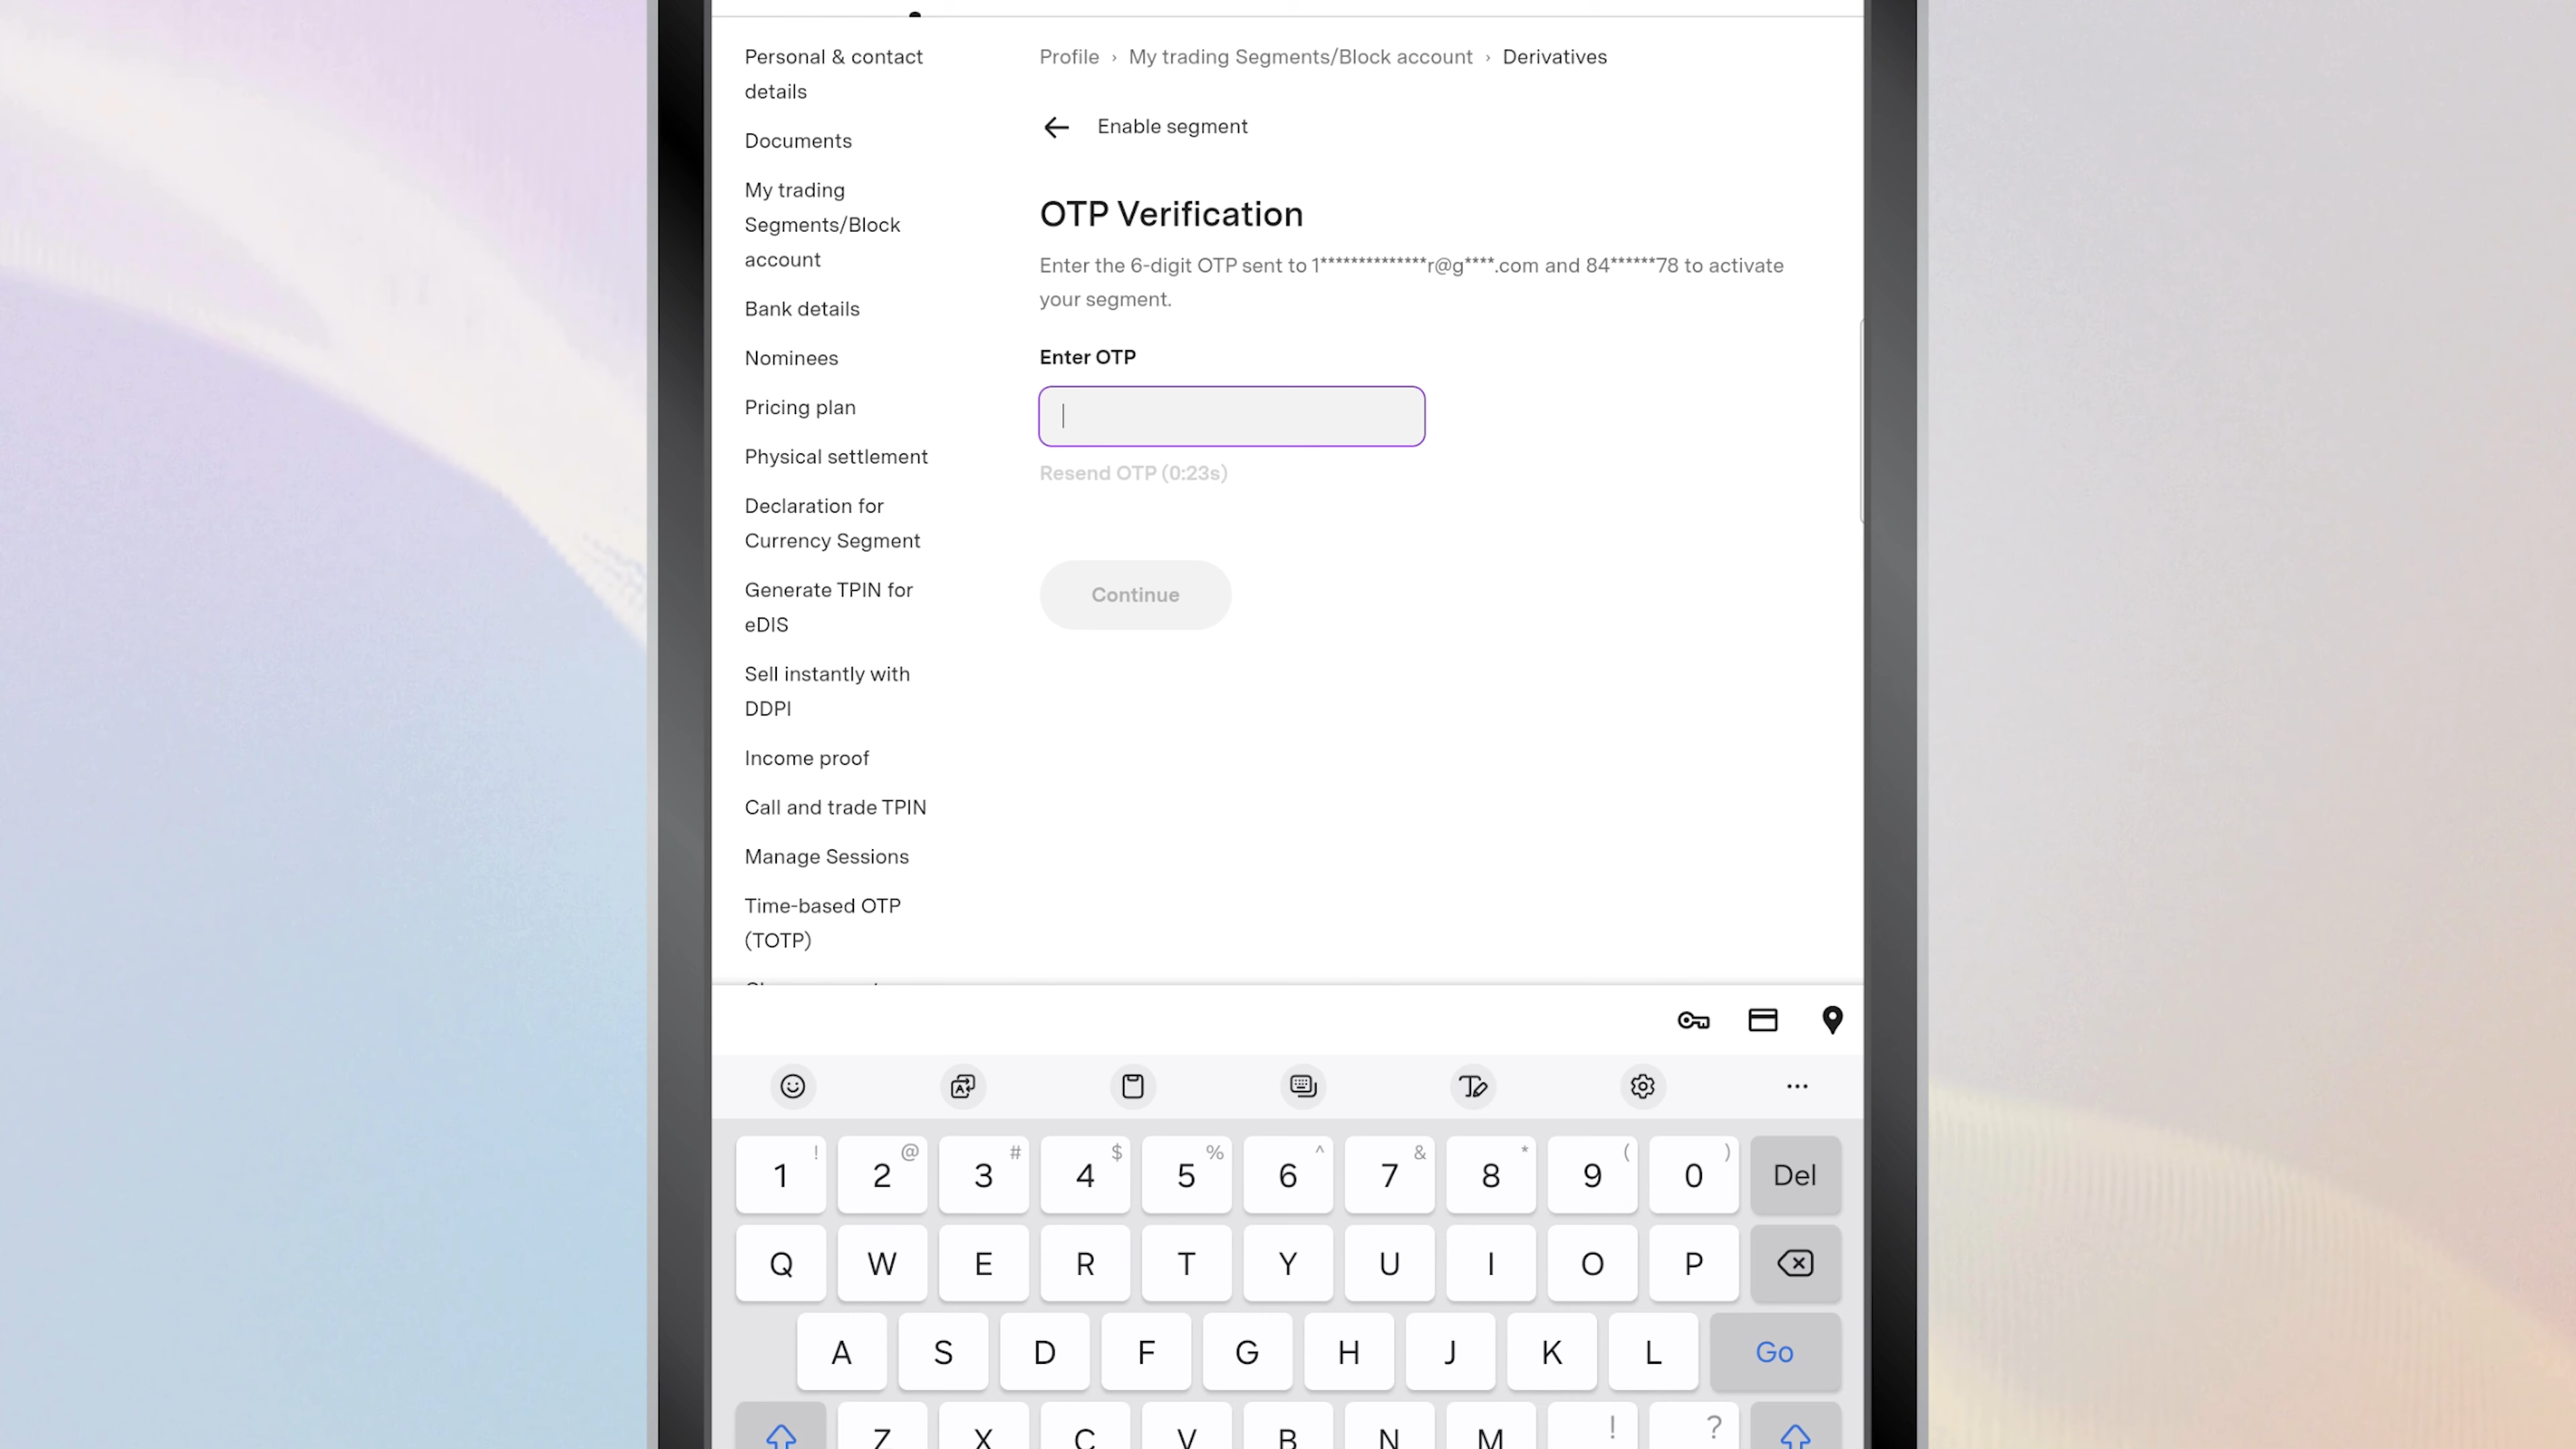 Personal & contact
details
Documents
My trading
Segments/Block
account
Bank details
Nominees
Pricing plan
Physical settlement
Declaration for
Currency Segment
Generate TPIN for
eDIS
Sell instantly with
DDPI
Income proof
Call and trade TPIN
Manage Sessions
Time-based OTP
(TOTP)
Profile › My trading Segments/Block account › Derivatives
← Enable segment
OTP Verification
Enter the 6-digit OTP sent to 1**************r@g****.com and 84******78 to activate
your segment.
Enter OTP
Resend OTP (0:23s)
Continue
! @ # $ % ^ & * ( )
1 2 3 4 5 6 7 8 9 0 Del
Q W E R T Y U I O P
A S D F G H J K L Go
Z X C V B N M ! ?